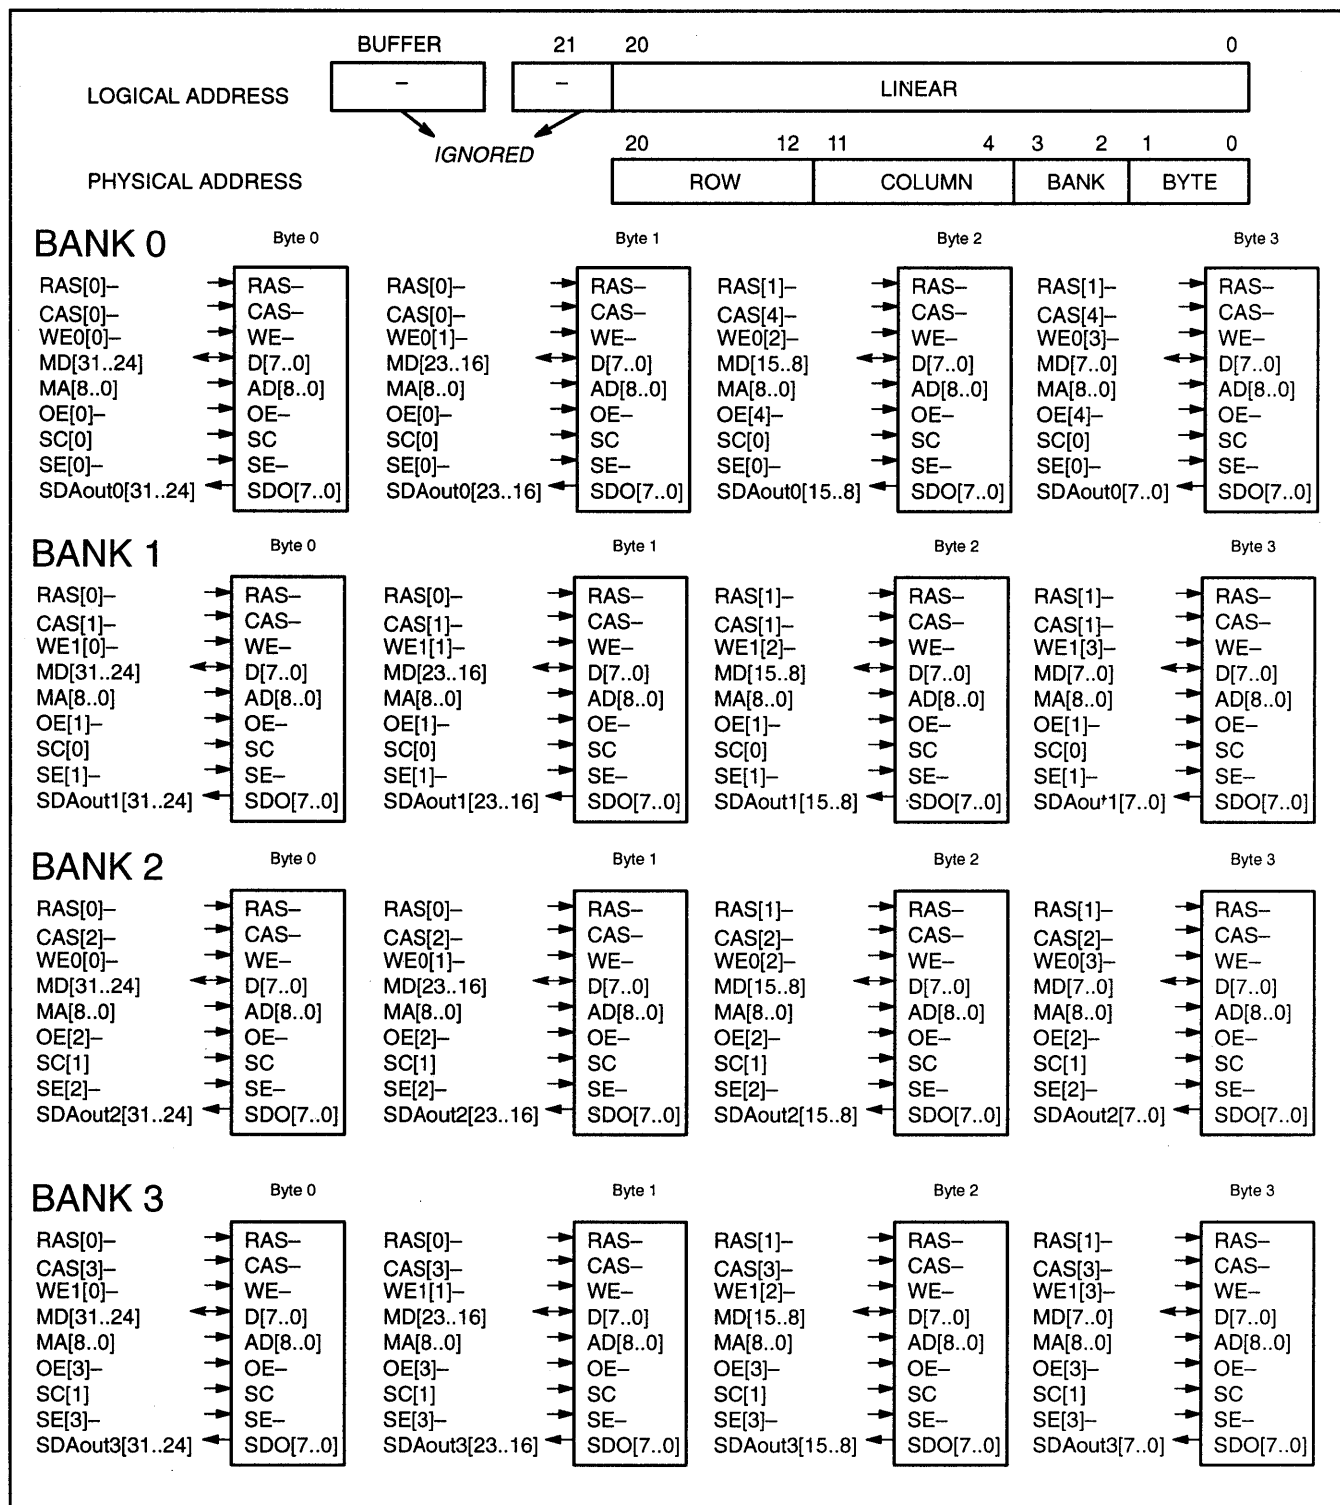 BUFFER 21 20 0
LOGICAL ADDRESS – – LINEAR
IGNORED
20 12 11 4 3 2 1 0
PHYSICAL ADDRESS ROW COLUMN BANK BYTE
BANK 0 Byte 0 Byte 1 Byte 2 Byte 3
RAS[0]– RAS– RAS[0]– RAS– RAS[1]– RAS– RAS[1]– RAS–
CAS[0]– CAS– CAS[0]– CAS– CAS[4]– CAS– CAS[4]– CAS–
WE0[0]– WE– WE0[1]– WE– WE0[2]– WE– WE0[3]– WE–
MD[31..24] D[7..0] MD[23..16] D[7..0] MD[15..8] D[7..0] MD[7..0] D[7..0]
MA[8..0] AD[8..0] MA[8..0] AD[8..0] MA[8..0] AD[8..0] MA[8..0] AD[8..0]
OE[0]– OE– OE[0]– OE– OE[4]– OE– OE[4]– OE–
SC[0] SC SC[0] SC SC[0] SC SC[0] SC
SE[0]– SE– SE[0]– SE– SE[0]– SE– SE[0]– SE–
SDAout0[31..24] SDO[7..0] SDAout0[23..16] SDO[7..0] SDAout0[15..8] SDO[7..0] SDAout0[7..0] SDO[7..0]
BANK 1 Byte 0 Byte 1 Byte 2 Byte 3
RAS[0]– RAS– RAS[0]– RAS– RAS[1]– RAS– RAS[1]– RAS–
CAS[1]– CAS– CAS[1]– CAS– CAS[1]– CAS– CAS[1]– CAS–
WE1[0]– WE– WE1[1]– WE– WE1[2]– WE– WE1[3]– WE–
MD[31..24] D[7..0] MD[23..16] D[7..0] MD[15..8] D[7..0] MD[7..0] D[7..0]
MA[8..0] AD[8..0] MA[8..0] AD[8..0] MA[8..0] AD[8..0] MA[8..0] AD[8..0]
OE[1]– OE– OE[1]– OE– OE[1]– OE– OE[1]– OE–
SC[0] SC SC[0] SC SC[0] SC SC[0] SC
SE[1]– SE– SE[1]– SE– SE[1]– SE– SE[1]– SE–
SDAout1[31..24] SDO[7..0] SDAout1[23..16] SDO[7..0] SDAout1[15..8] SDO[7..0] SDAout1[7..0] SDO[7..0]
BANK 2 Byte 0 Byte 1 Byte 2 Byte 3
RAS[0]– RAS– RAS[0]– RAS– RAS[1]– RAS– RAS[1]– RAS–
CAS[2]– CAS– CAS[2]– CAS– CAS[2]– CAS– CAS[2]– CAS–
WE0[0]– WE– WE0[1]– WE– WE0[2]– WE– WE0[3]– WE–
MD[31..24] D[7..0] MD[23..16] D[7..0] MD[15..8] D[7..0] MD[7..0] D[7..0]
MA[8..0] AD[8..0] MA[8..0] AD[8..0] MA[8..0] AD[8..0] MA[8..0] AD[8..0]
OE[2]– OE– OE[2]– OE– OE[2]– OE– OE[2]– OE–
SC[1] SC SC[1] SC SC[1] SC SC[1] SC
SE[2]– SE– SE[2]– SE– SE[2]– SE– SE[2]– SE–
SDAout2[31..24] SDO[7..0] SDAout2[23..16] SDO[7..0] SDAout2[15..8] SDO[7..0] SDAout2[7..0] SDO[7..0]
BANK 3 Byte 0 Byte 1 Byte 2 Byte 3
RAS[0]– RAS– RAS[0]– RAS– RAS[1]– RAS– RAS[1]– RAS–
CAS[3]– CAS– CAS[3]– CAS– CAS[3]– CAS– CAS[3]– CAS–
WE1[0]– WE– WE1[1]– WE– WE1[2]– WE– WE1[3]– WE–
MD[31..24] D[7..0] MD[23..16] D[7..0] MD[15..8] D[7..0] MD[7..0] D[7..0]
MA[8..0] AD[8..0] MA[8..0] AD[8..0] MA[8..0] AD[8..0] MA[8..0] AD[8..0]
OE[3]– OE– OE[3]– OE– OE[3]– OE– OE[3]– OE–
SC[1] SC SC[1] SC SC[1] SC SC[1] SC
SE[3]– SE– SE[3]– SE– SE[3]– SE– SE[3]– SE–
SDAout3[31..24] SDO[7..0] SDAout3[23..16] SDO[7..0] SDAout3[15..8] SDO[7..0] SDAout3[7..0] SDO[7..0]